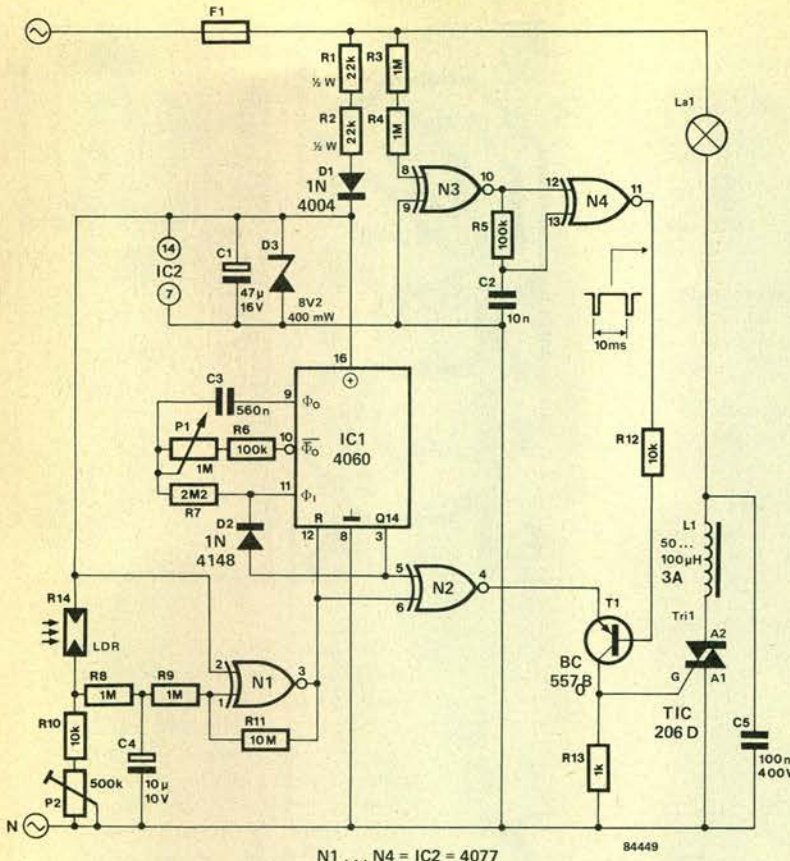 F1
R1
½ W
22k
R3
1M
R2
½ W
22k
R4
1M
La1
D1
1N
4004
8
9
N3
10
12
13
N4
11
R5
100k
14
IC2
7
C1
47µ
16V
D3
8V2
400 mW
C2
10n
10ms
16
C3
560n
9
Φ0
P1
1M
R6
100k
10
Φ0
IC1
4060
R12
10k
2M2
R7
11
ΦI
D2
1N
4148
R
12
8
Q14
3
L1
50...
100µH
3A
5
6
N2
4
T1
Tri1
A2
G
A1
R14
LDR
2
1
N1
3
BC
557B
TIC
206 D
R8
1M
R9
1M
R11
10M
R10
10k
C4
10µ
10V
R13
1k
C5
100n
400V
P2
500k
N
N1 . . . N4 = IC2 = 4077
84449